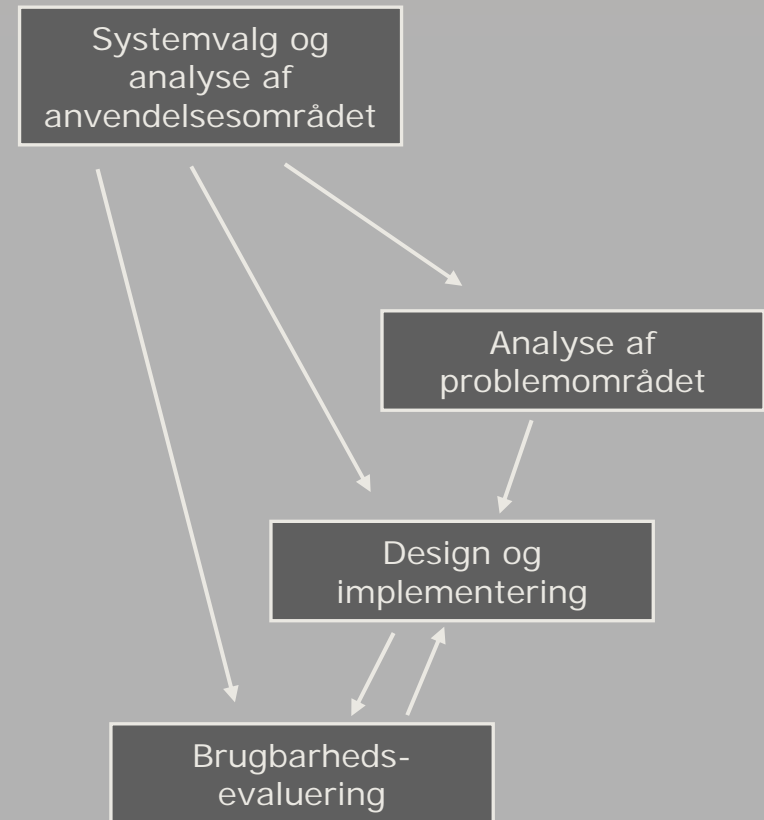 Systemvalg og
analyse af
anvendelsesområdet
Analyse af
problemområdet
Design og
implementering
Brugbarheds-
evaluering